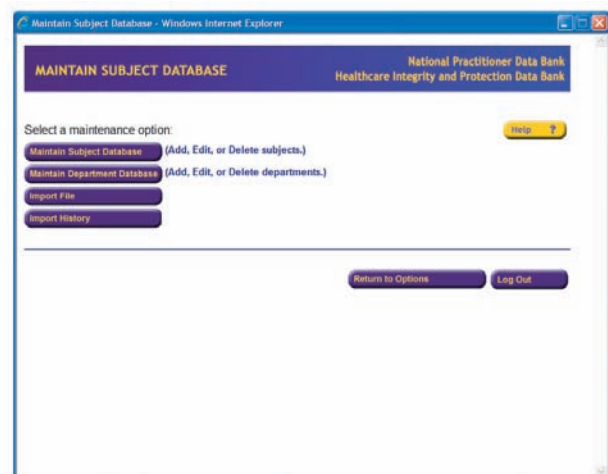 Maintain Subject Database - Windows Internet Explorer
MAINTAIN SUBJECT DATABASE
National Practitioner Data Bank
Healthcare Integrity and Protection Data Bank
Select a maintenance option:
Help ?
Maintain Subject Database (Add, Edit, or Delete subjects.)
Maintain Department Database (Add, Edit, or Delete departments.)
Import File
Import History
Return to Options
Log Out